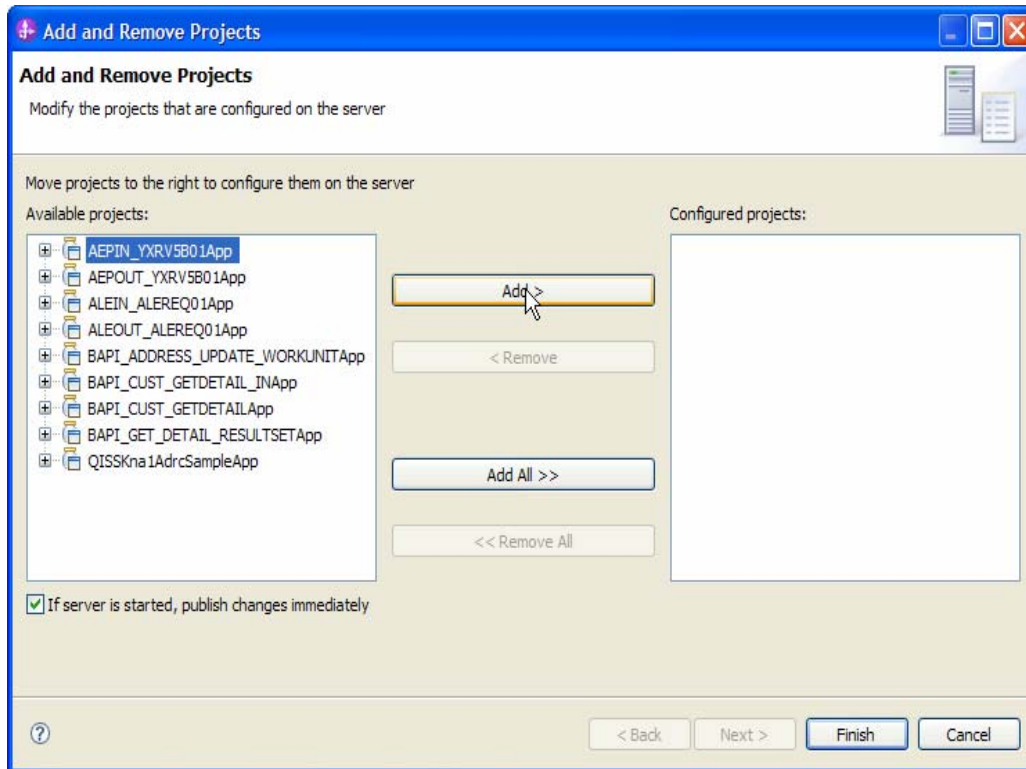 Add and Remove Projects
Add and Remove Projects
Modify the projects that are configured on the server
Move projects to the right to configure them on the server
Available projects:
Configured projects:
AEPIN_YXRV5B01App
AEPOUT_YXRV5B01App
ALEIN_ALEREQ01App
ALEOUT_ALEREQ01App
BAPI_ADDRESS_UPDATE_WORKUNITApp
BAPI_CUST_GETDETAIL_INApp
BAPI_CUST_GETDETAILApp
BAPI_GET_DETAIL_RESULTSETApp
QISSKna1AdrcSampleApp
Add >
< Remove
Add All >>
<< Remove All
If server is started, publish changes immediately
?
< Back
Next >
Finish
Cancel